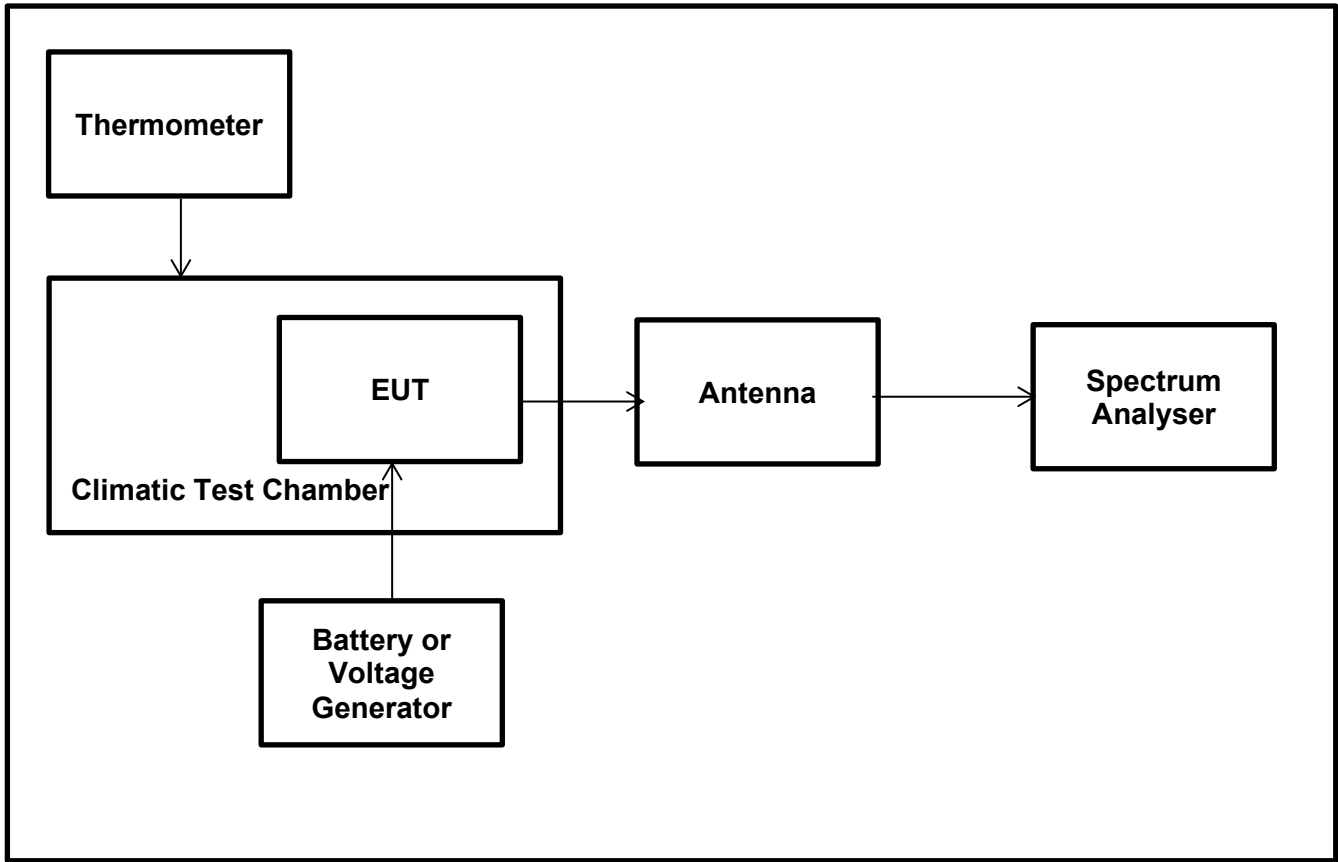 Thermometer
EUT
Antenna
Spectrum
Analyser
Climatic Test Chamber
Battery or
Voltage
Generator